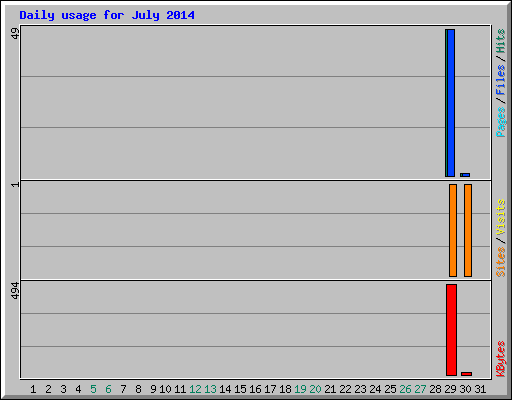 Daily usage for July 2014
49
1
494
Pages/Files/Hits
Sites/Visits
KBytes
1 2 3 4 5 6 7 8 9 10 11 12 13 14 15 16 17 18 19 20 21 22 23 24 25 26 27 28 29 30 31